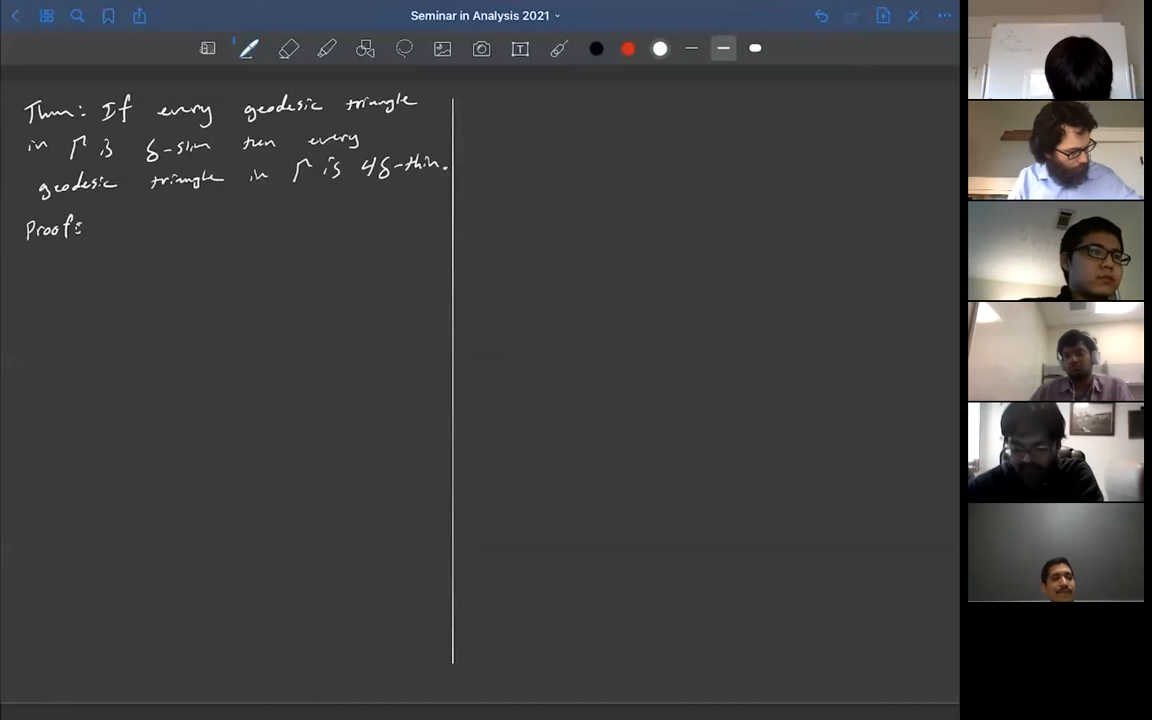 Seminar in Analysis 2021
Thm: If every geodesic triangle
in Γ is δ-slim then every
geodesic triangle in Γ is 4δ-thin.
Proof: